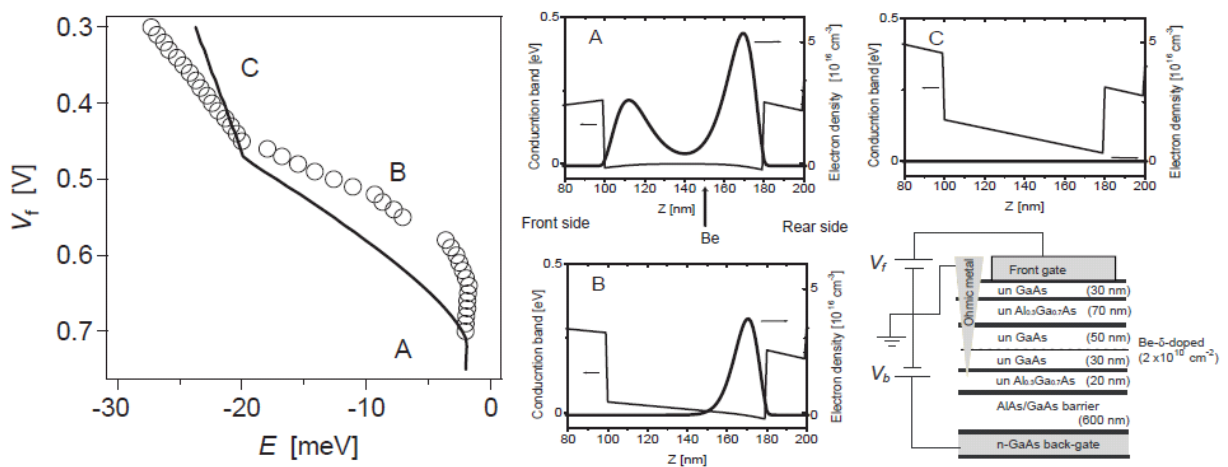 0.3
0.4
0.5
0.6
0.7
V_f [V]
C
B
A
-30
-20
-10
0
E [meV]
0.5
0
Conducntion band [eV]
A
5
0
Electron density [10^16 cm^-3]
80 100 120 140 160 180 200
Z [nm]
Front side
Be
Rear side
0.5
0
Conducntion band [eV]
B
5
0
Electron density [10^16 cm^-3]
80 100 120 140 160 180 200
Z [nm]
0.5
0
Conducntion band [eV]
C
5
0
Electron dennsity [10^16 cm^-3]
80 100 120 140 160 180 200
Z [nm]
V_f
V_b
Ohmic metal
Front gate
un GaAs (30 nm)
un Al0.3Ga0.7As (70 nm)
un GaAs (50 nm)
Be-δ-doped
(2 x10^10 cm^-2)
un GaAs (30 nm)
un Al0.3Ga0.7As (20 nm)
AlAs/GaAs barrier
(600 nm)
n-GaAs back-gate